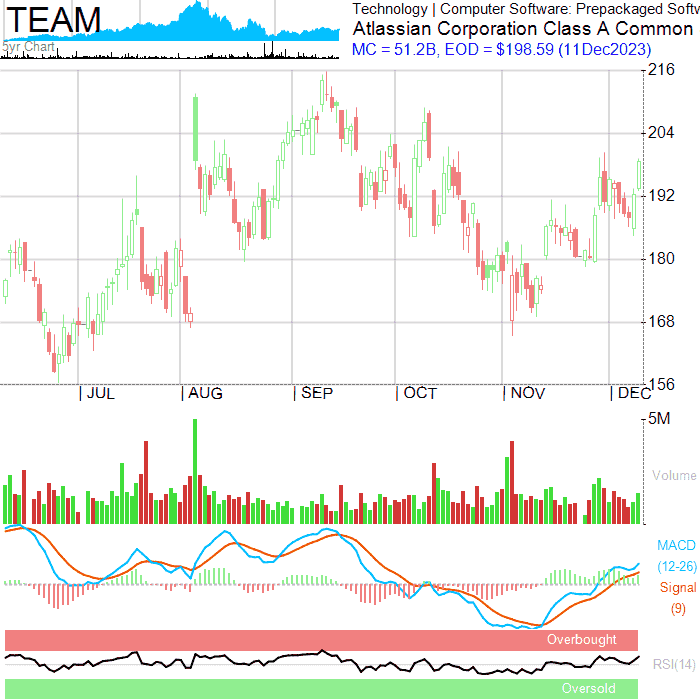 TEAM
5yr Chart
Technology | Computer Software: Prepackaged Softw
Atlassian Corporation Class A Common
MC = 51.2B, EOD = $198.59 (11Dec2023)
216
204
192
180
168
156
JUL
AUG
SEP
OCT
NOV
DEC
5M
Volume
MACD
(12-26)
Signal
(9)
Overbought
RSI(14)
Oversold